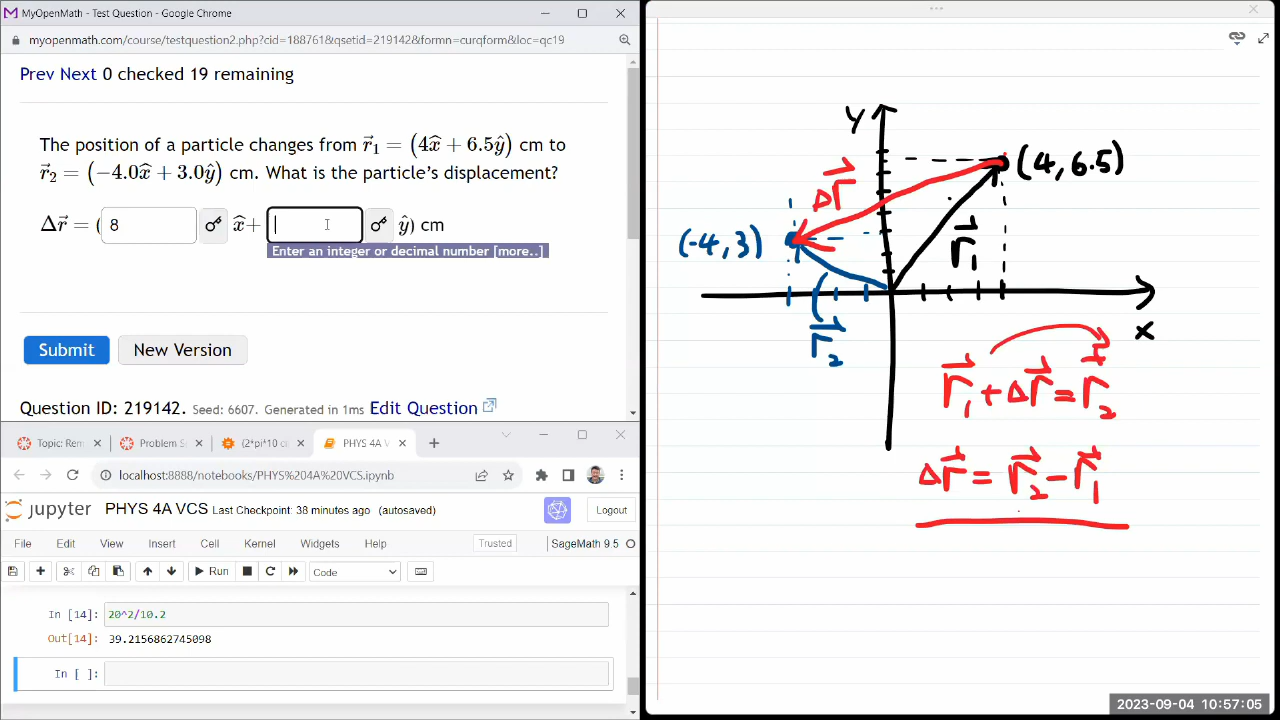 MyOpenMath - Test Question - Google Chrome
myopenmath.com/course/testquestion2.php?cid=188761&qsetid=219142&formn=curqform&loc=qc19
Prev Next 0 checked 19 remaining
The position of a particle changes from r⃗₁ = (4x̂ + 6.5ŷ) cm to
r⃗₂ = (−4.0x̂ + 3.0ŷ) cm. What is the particle's displacement?
Δr⃗ = ( 8 x̂+ ŷ) cm
Enter an integer or decimal number [more..]
Submit New Version
Question ID: 219142. Seed: 6607. Generated in 1ms Edit Question
Topic: Rem
Problem S
(2*pi*10 c
PHYS 4A V
jupyter PHYS 4A VCS Last Checkpoint: 38 minutes ago (autosaved)
Logout
File Edit View Insert Cell Kernel Widgets Help Trusted SageMath 9.5
Run Code
In [14]: 20^2/10.2
Out[14]: 39.2156862745098
In [ ]:
y
(4, 6.5)
Δr⃗
(-4, 3)
r⃗₁
r⃗₂
x
r⃗₁ + Δr⃗ = r⃗₂
Δr⃗ = r⃗₂ − r⃗₁
2023-09-04 10:57:05